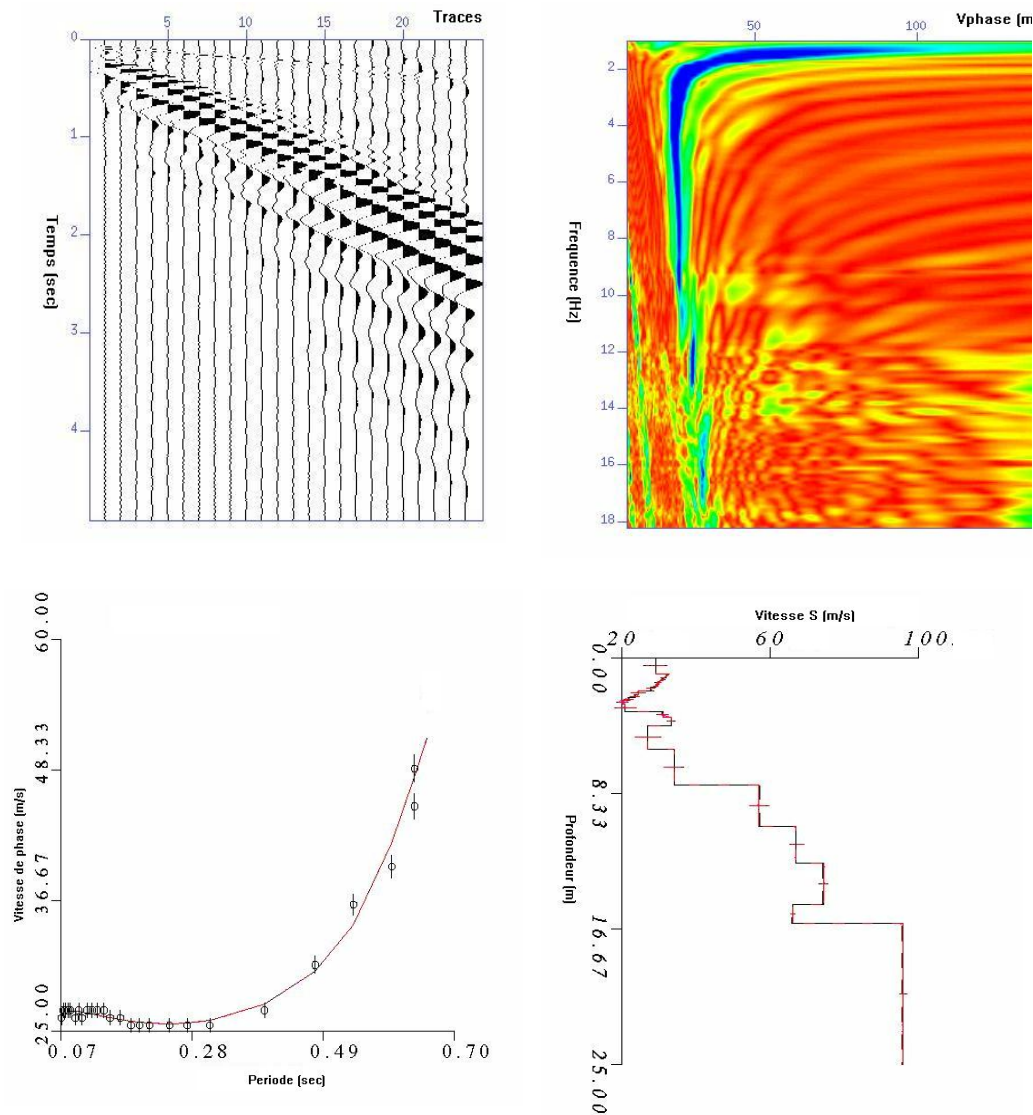 Traces
5 10 15 20
0
1
2
3
4
Temps (sec)
Vphase (m
50 100
2
4
6
8
10
12
14
16
18
Frequence (Hz)
60.00
48.33
36.67
25.00
Vitesse de phase (m/s)
0.07 0.28 0.49 0.70
Periode (sec)
Vitesse S (m/s)
20 60 100.
0.00
8.33
16.67
25.00
Profondeur (m)